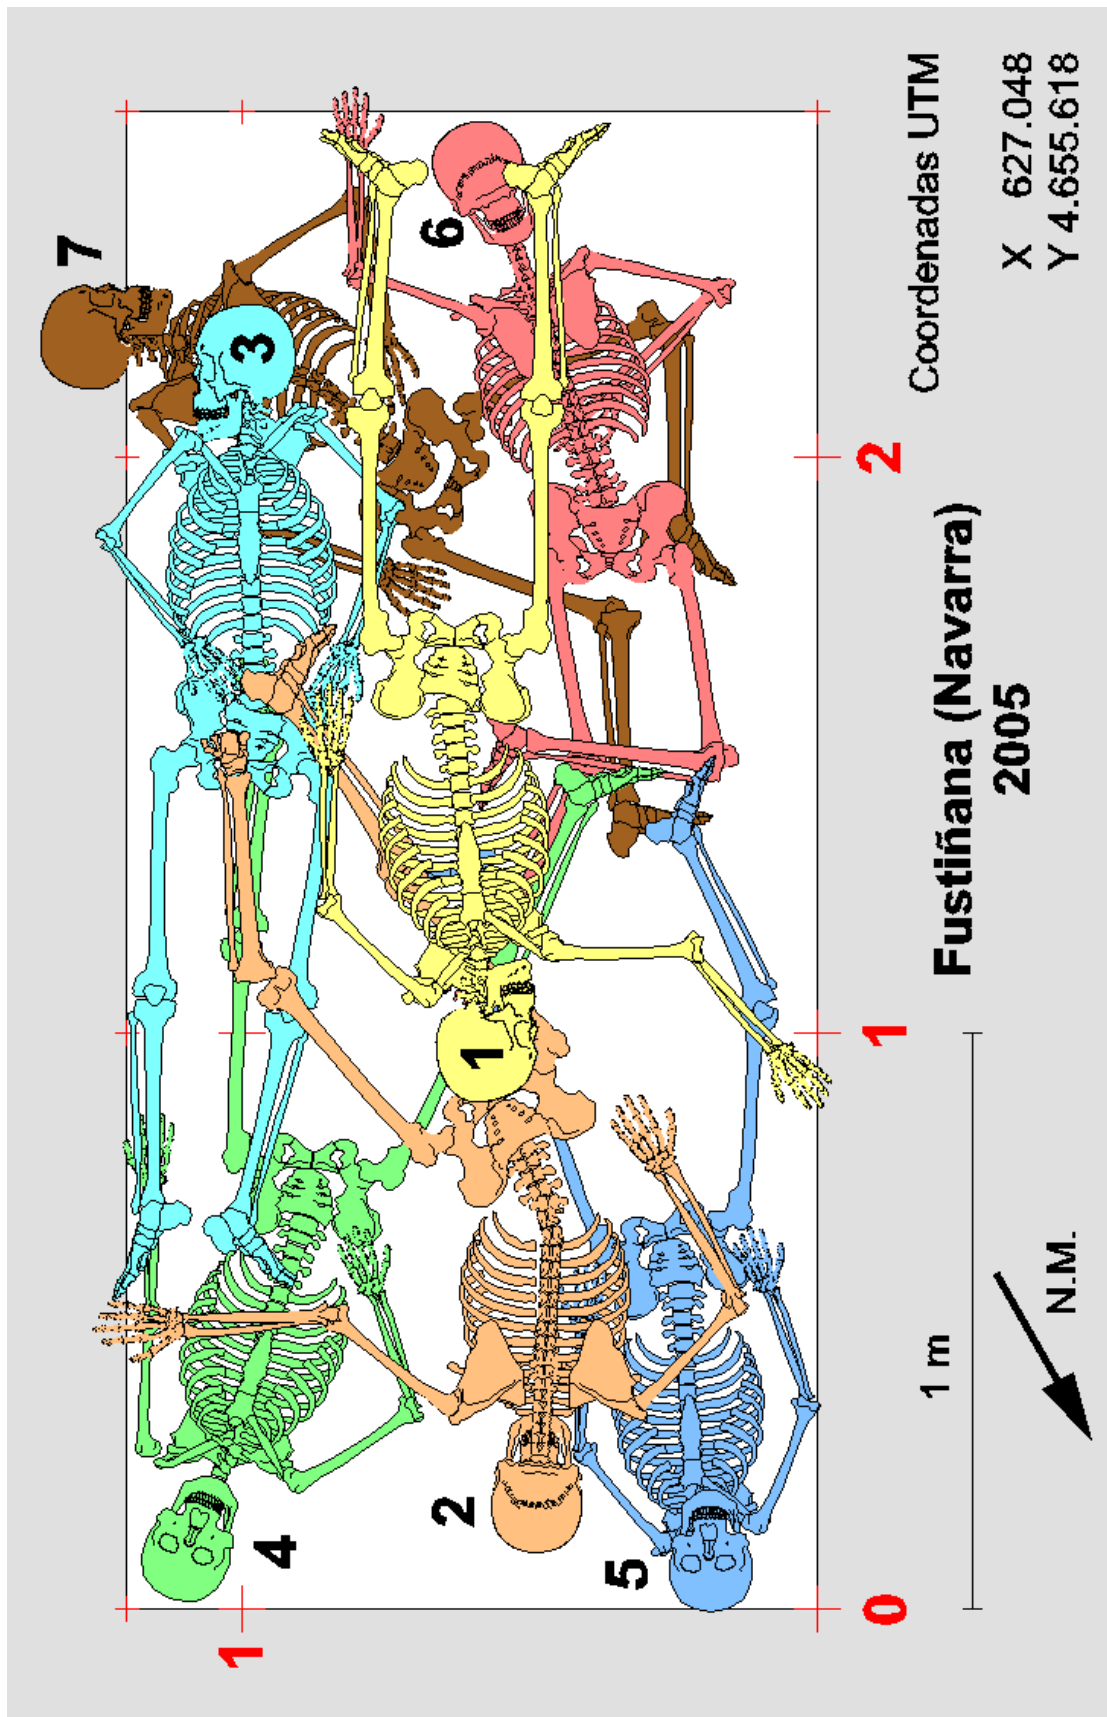 7
3
6
1
2
4
5
1
0
1
2
1 m
Fustiñana (Navarra)
2005
Coordenadas UTM
X 627.048
Y 4.655.618
N.M.